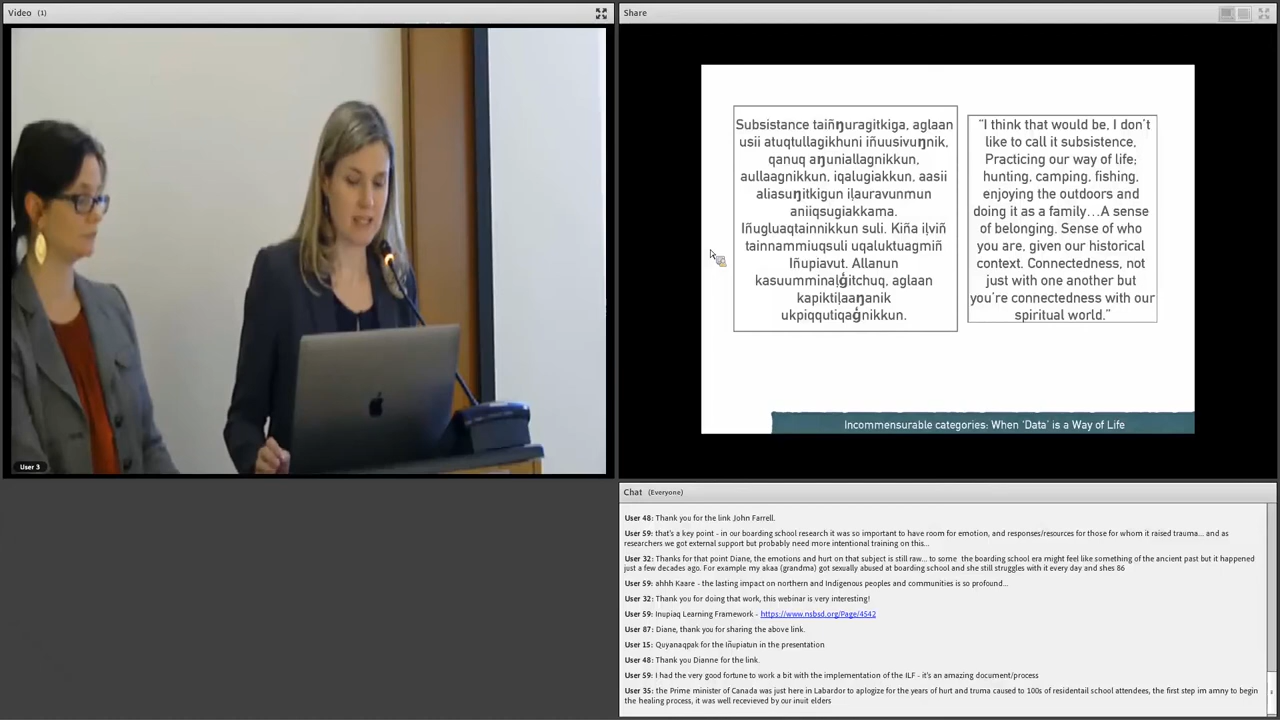 Video (1)
User 3
Share
Subsistance taiñŋuragitkiga, aglaan
usii atuqtullagikhuni iñuusivuŋnik,
qanuq aŋuniallagnikkun,
aullaagnikkun, iqalugiakkun, aasii
aliasuŋitkigun iḷauravunmun
aniiqsugiakkama.
Iñugluaqtainnikkun suli. Kiña iḷviñ
tainnammiuqsuli uqaluktuagmiñ
Iñupiavut. Allanun
kasuumminaḷġitchuq, aglaan
kapiktiḷaaŋanik
ukpiqqutiqaġnikkun.
"I think that would be, I don't
like to call it subsistence,
Practicing our way of life;
hunting, camping, fishing,
enjoying the outdoors and
doing it as a family…A sense
of belonging. Sense of who
you are, given our historical
context. Connectedness, not
just with one another but
you're connectedness with our
spiritual world."
Incommensurable categories: When 'Data' is a Way of Life
Chat (Everyone)
User 48: Thank you for the link John Farrell.
User 59: that's a key point - in our boarding school research it was so important to have room for emotion, and responses/resources for those for whom it raised trauma... and as
researchers we got external support but probably need more intentional training on this...
User 32: Thanks for that point Diane, the emotions and hurt on that subject is still raw... to some the boarding school era might feel like something of the ancient past but it happened
just a few decades ago. For example my akaa (grandma) got sexually abused at boarding school and she still struggles with it every day and shes 86
User 59: ahhh Kaare - the lasting impact on northern and Indigenous peoples and communities is so profound...
User 32: Thank you for doing that work, this webinar is very interesting!
User 59: Inupiaq Learning Framework - https://www.nsbsd.org/Page/4542
User 87: Diane, thank you for sharing the above link.
User 15: Quyanaqpak for the Iñupiatun in the presentation
User 48: Thank you Dianne for the link.
User 59: I had the very good fortune to work a bit with the implementation of the ILF - it's an amazing document/process
User 35: the Prime minister of Canada was just here in Labardor to aplogize for the years of hurt and truma caused to 100s of residentail school attendees, the first step im amny to begin
the healing process, it was well recevieved by our inuit elders